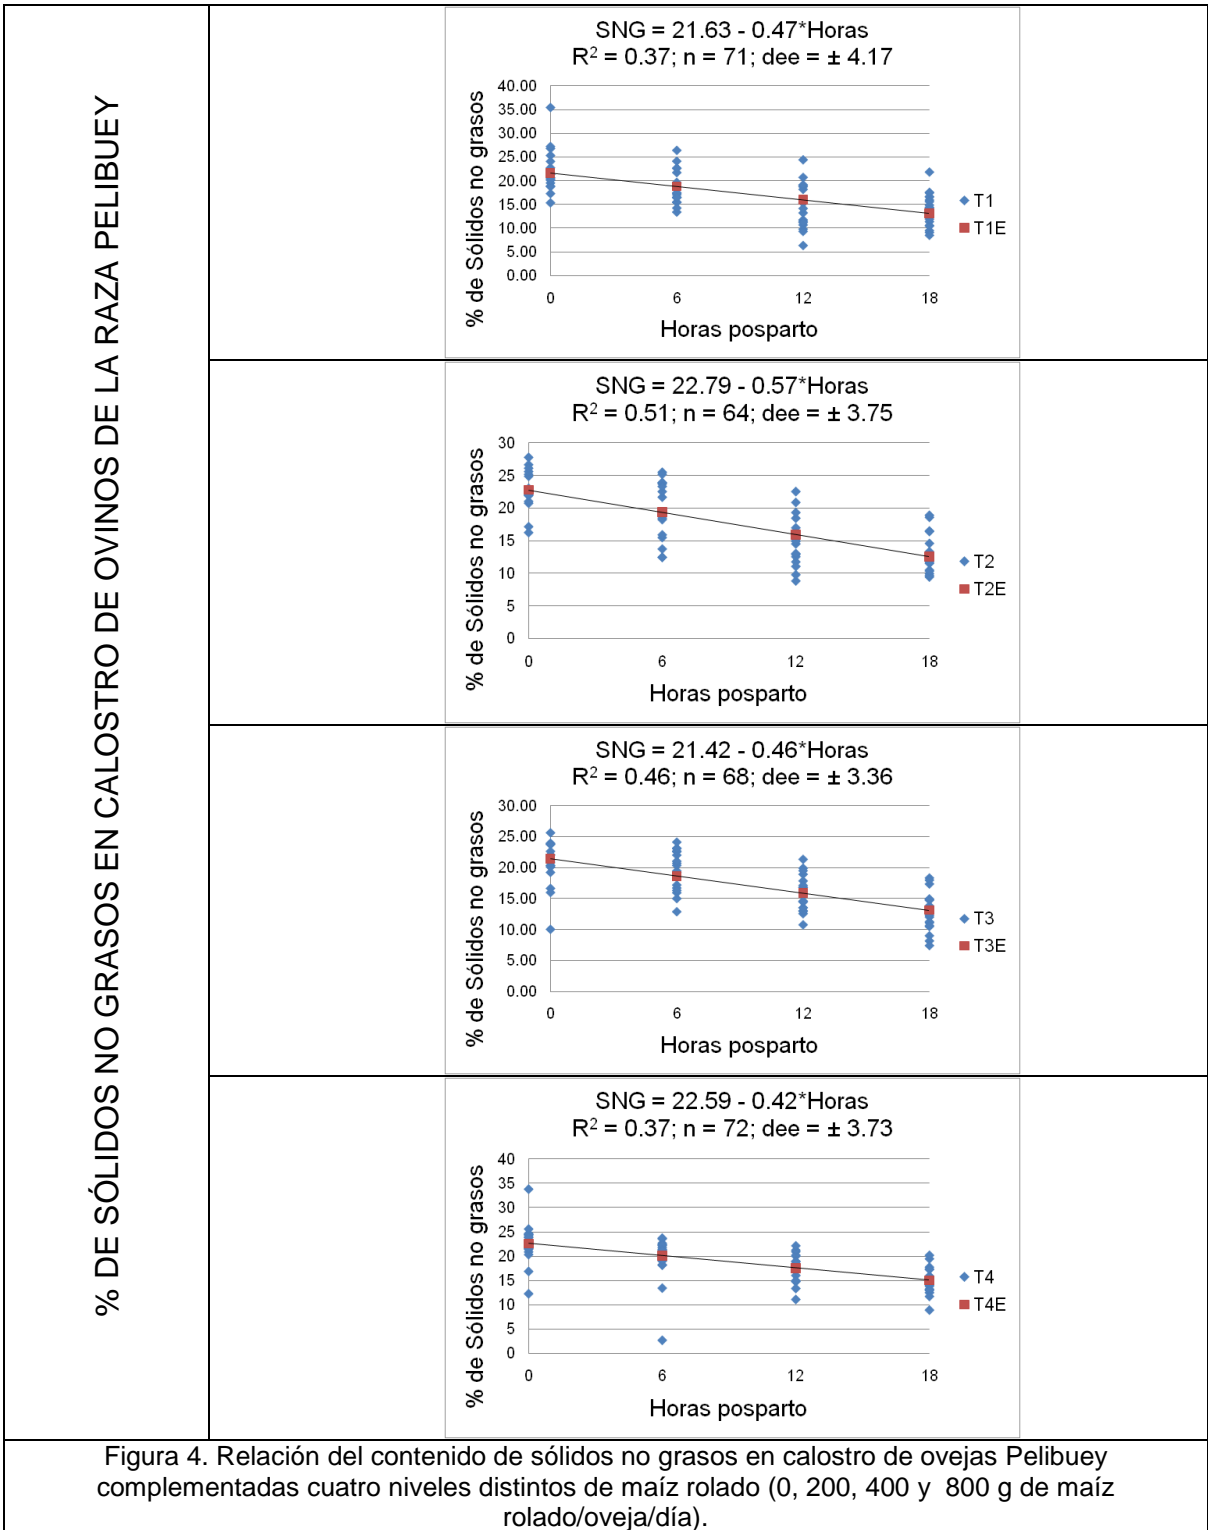 % DE SÓLIDOS NO GRASOS EN CALOSTRO DE OVINOS DE LA RAZA PELIBUEY
SNG = 21.63 - 0.47*Horas
R² = 0.37; n = 71; dee = ± 4.17
% de Sólidos no grasos
40.00
35.00
30.00
25.00
20.00
15.00
10.00
5.00
0.00
0 6 12 18
Horas posparto
T1
T1E
SNG = 22.79 - 0.57*Horas
R² = 0.51; n = 64; dee = ± 3.75
% de Sólidos no grasos
30
25
20
15
10
5
0
0 6 12 18
Horas posparto
T2
T2E
SNG = 21.42 - 0.46*Horas
R² = 0.46; n = 68; dee = ± 3.36
% de Sólidos no grasos
30.00
25.00
20.00
15.00
10.00
5.00
0.00
0 6 12 18
Horas posparto
T3
T3E
SNG = 22.59 - 0.42*Horas
R² = 0.37; n = 72; dee = ± 3.73
% de Sólidos no grasos
40
35
30
25
20
15
10
5
0
0 6 12 18
Horas posparto
T4
T4E
Figura 4. Relación del contenido de sólidos no grasos en calostro de ovejas Pelibuey
complementadas cuatro niveles distintos de maíz rolado (0, 200, 400 y 800 g de maíz
rolado/oveja/día).